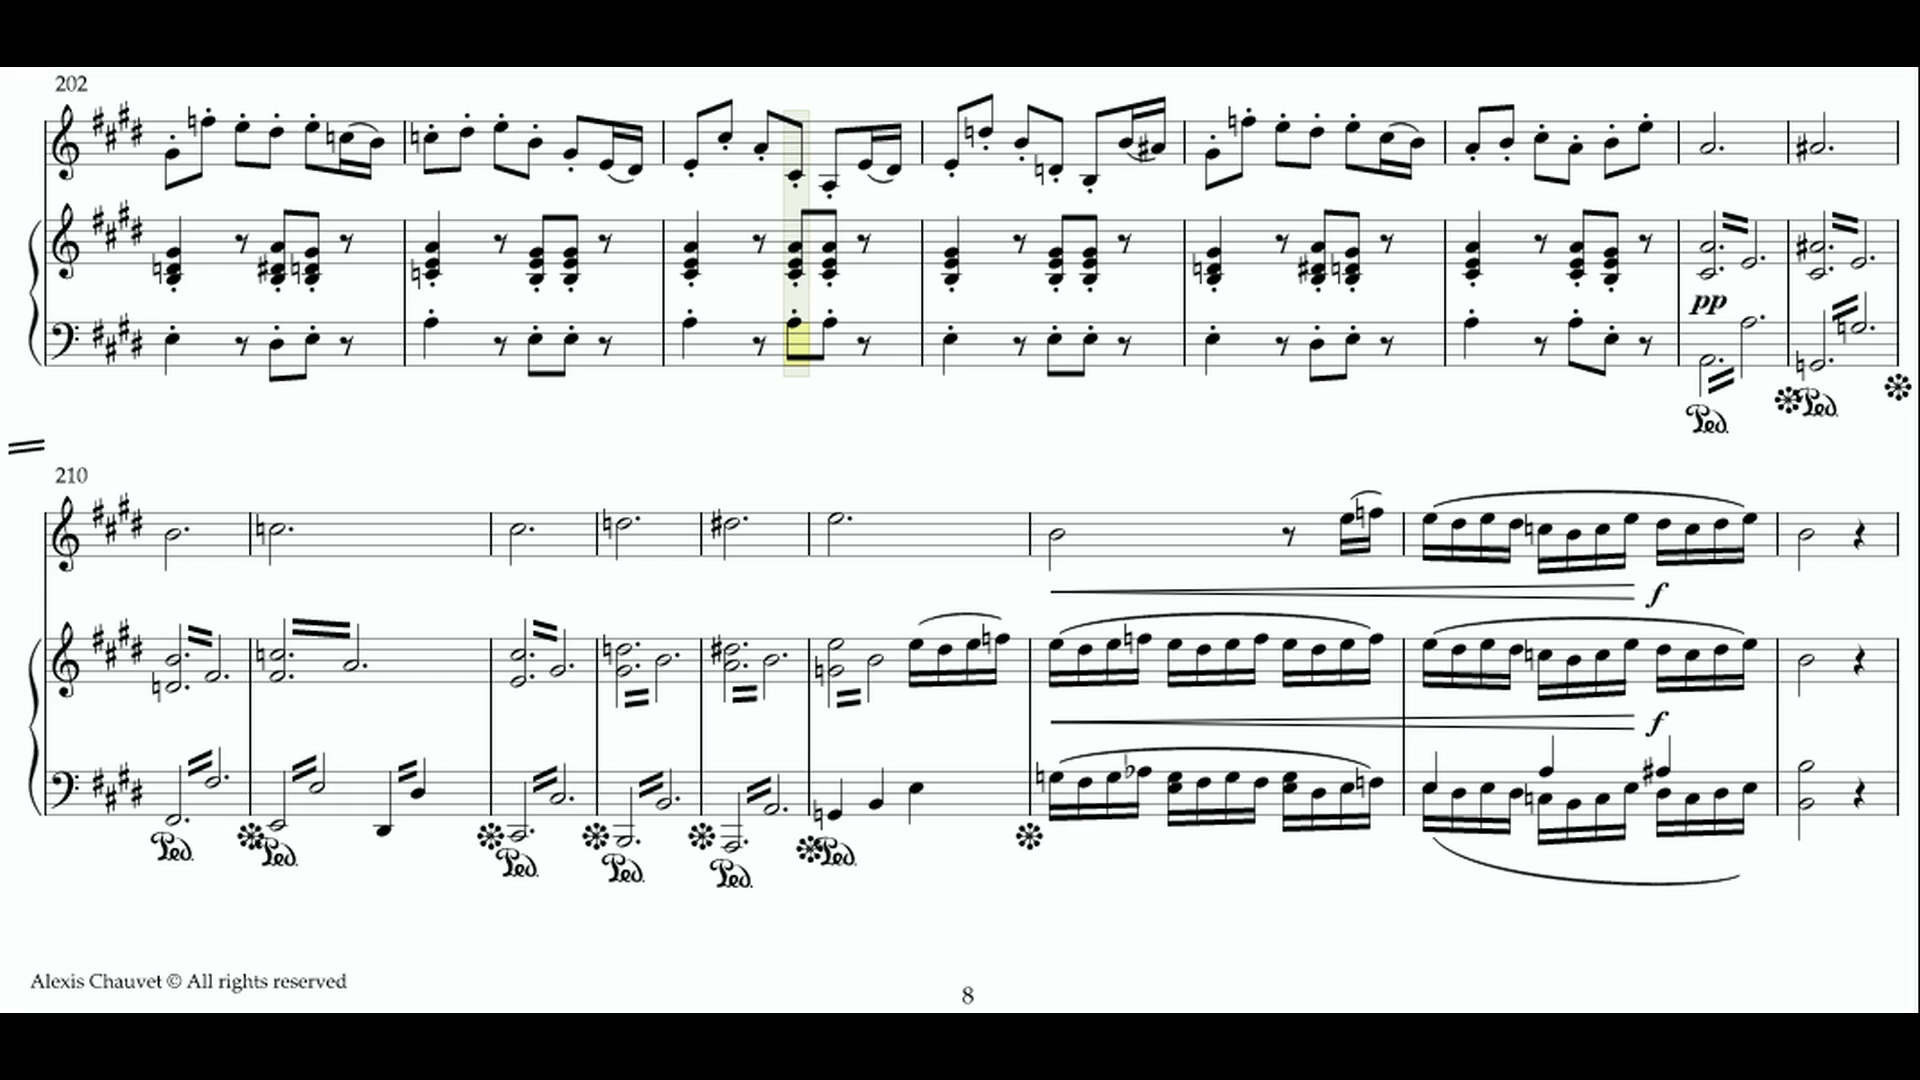 202
pp
Ped. Ped.
210
f
f
Ped. Ped. Ped. Ped. Ped. Ped.
Alexis Chauvet © All rights reserved
8